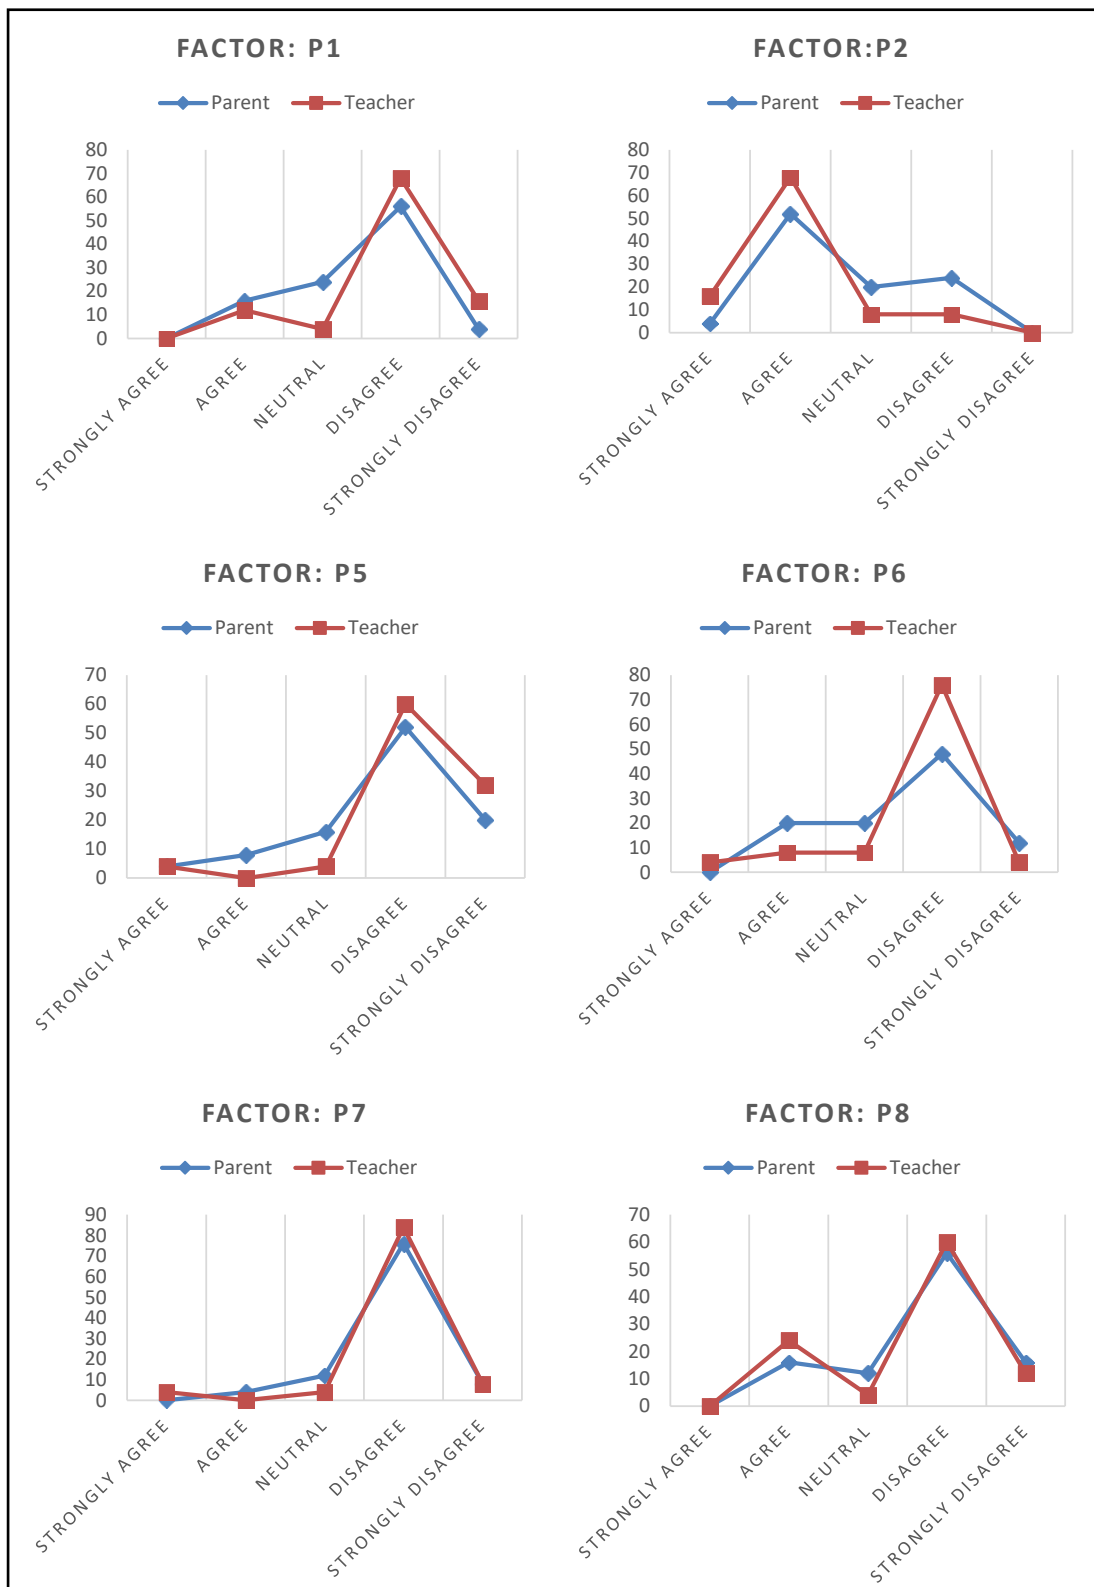 FACTOR: P1
Parent Teacher
80
70
60
50
40
30
20
10
0
STRONGLY AGREE
AGREE
NEUTRAL
DISAGREE
STRONGLY DISAGREE
FACTOR:P2
Parent Teacher
80
70
60
50
40
30
20
10
0
STRONGLY AGREE
AGREE
NEUTRAL
DISAGREE
STRONGLY DISAGREE
FACTOR: P5
Parent Teacher
70
60
50
40
30
20
10
0
STRONGLY AGREE
AGREE
NEUTRAL
DISAGREE
STRONGLY DISAGREE
FACTOR: P6
Parent Teacher
80
70
60
50
40
30
20
10
0
STRONGLY AGREE
AGREE
NEUTRAL
DISAGREE
STRONGLY DISAGREE
FACTOR: P7
Parent Teacher
90
80
70
60
50
40
30
20
10
0
STRONGLY AGREE
AGREE
NEUTRAL
DISAGREE
STRONGLY DISAGREE
FACTOR: P8
Parent Teacher
70
60
50
40
30
20
10
0
STRONGLY AGREE
AGREE
NEUTRAL
DISAGREE
STRONGLY DISAGREE